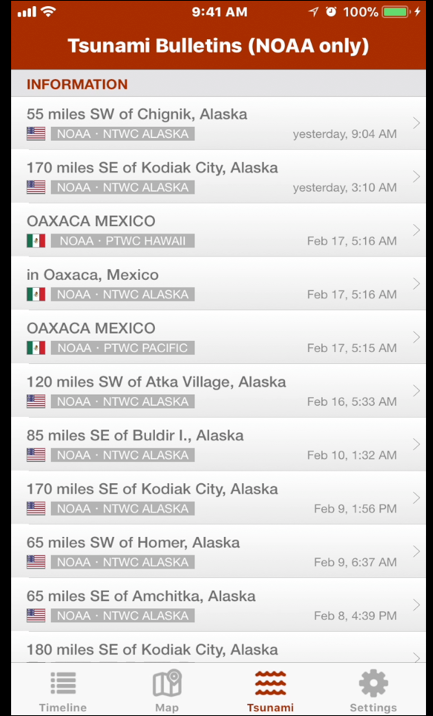 9:41 AM 100%
Tsunami Bulletins (NOAA only)
INFORMATION
55 miles SW of Chignik, Alaska
NOAA · NTWC ALASKA yesterday, 9:04 AM
170 miles SE of Kodiak City, Alaska
NOAA · NTWC ALASKA yesterday, 3:10 AM
OAXACA MEXICO
NOAA · PTWC HAWAII Feb 17, 5:16 AM
in Oaxaca, Mexico
NOAA · NTWC ALASKA Feb 17, 5:16 AM
OAXACA MEXICO
NOAA · PTWC PACIFIC Feb 17, 5:15 AM
120 miles SW of Atka Village, Alaska
NOAA · NTWC ALASKA Feb 16, 5:33 AM
85 miles SE of Buldir I., Alaska
NOAA · NTWC ALASKA Feb 10, 1:32 AM
170 miles SE of Kodiak City, Alaska
NOAA · NTWC ALASKA Feb 9, 1:56 PM
65 miles SW of Homer, Alaska
NOAA · NTWC ALASKA Feb 9, 6:37 AM
65 miles SE of Amchitka, Alaska
NOAA · NTWC ALASKA Feb 8, 4:39 PM
180 miles SE of Kodiak City, Alaska
Timeline Map Tsunami Settings